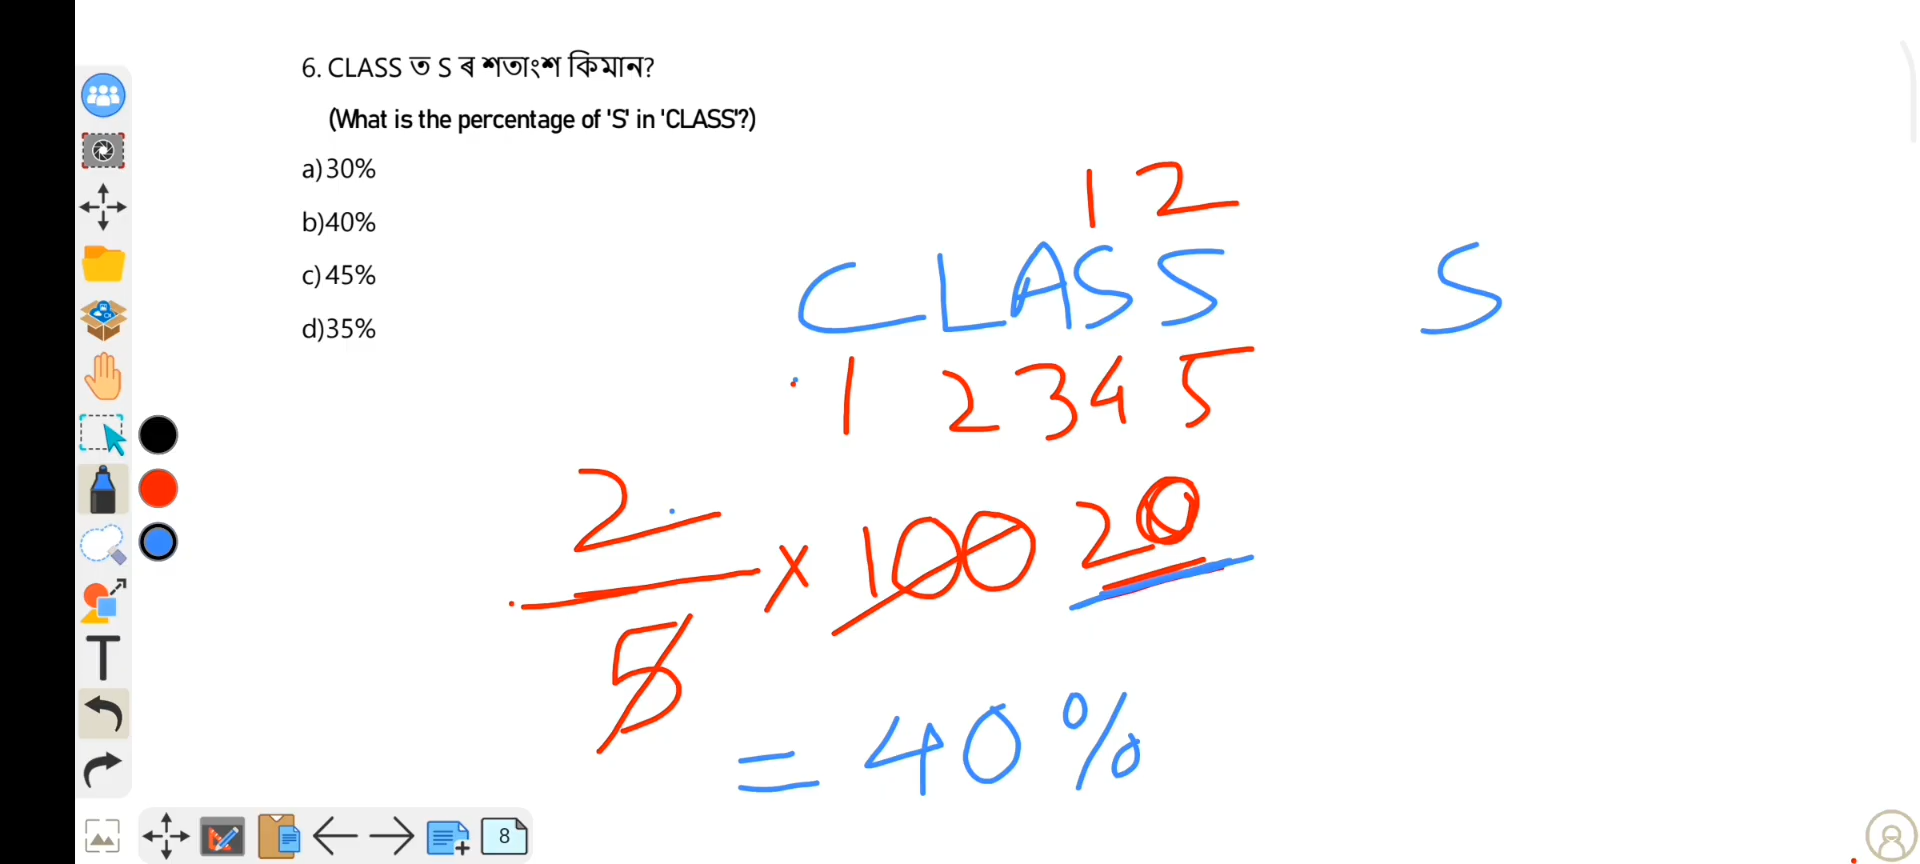 6. CLASS ত S ৰ শতাংশ কিমান?
(What is the percentage of 'S' in 'CLASS'?)
a)30%
b)40%
c)45%
d)35%
1 2
CLASS S
1 2 3 4 5
2
× 100 20
5
= 40%
T
8